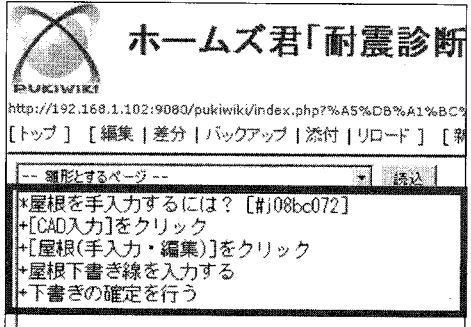 ホームズ君「耐震診断
PUKIWIKI
http://192.168.1.102:9080/pukiwiki/index.php?%A5%DB%A1%BC%
[トップ] [編集|差分|バックアップ|添付|リロード] [新
-- 雛形とするページ -- 読込
*屋根を手入力するには? [#j08bc072]
+[CAD入力]をクリック
+[屋根(手入力・編集)]をクリック
+屋根下書き線を入力する
+下書きの確定を行う